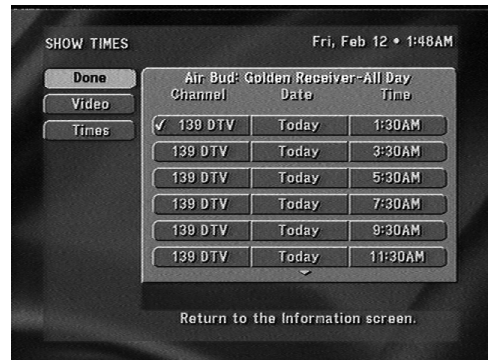 SHOW TIMES Fri, Feb 12 • 1:48AM
Done
Video
Times
Air Bud: Golden Receiver-All Day
Channel Date Time
✓ 139 DTV Today 1:30AM
139 DTV Today 3:30AM
139 DTV Today 5:30AM
139 DTV Today 7:30AM
139 DTV Today 9:30AM
139 DTV Today 11:30AM
Return to the Information screen.